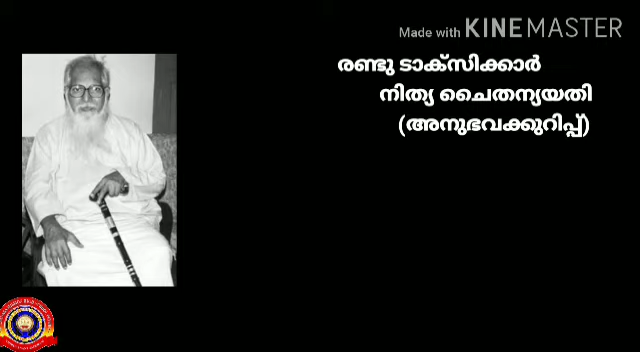 Made with KINEMASTER
രണ്ടു ടാക്സിക്കാർ
നിത്യ ചൈതന്യയതി
(അനുഭവക്കുറിപ്പ്)